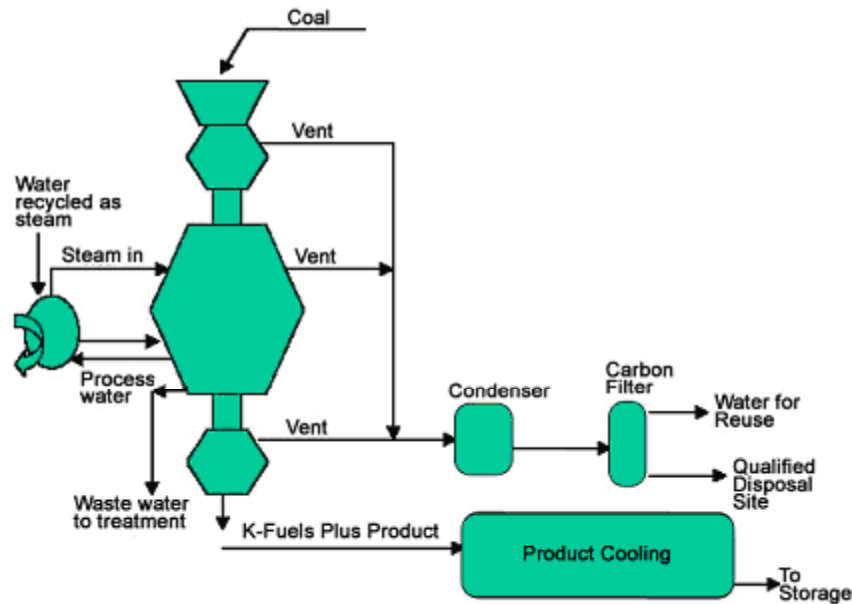 Coal
Vent
Water
recycled as
steam
Steam in
Vent
Process
water
Condenser
Carbon
Filter
Water for
Reuse
Vent
Qualified
Disposal
Site
Waste water
to treatment
K-Fuels Plus Product
Product Cooling
To
Storage